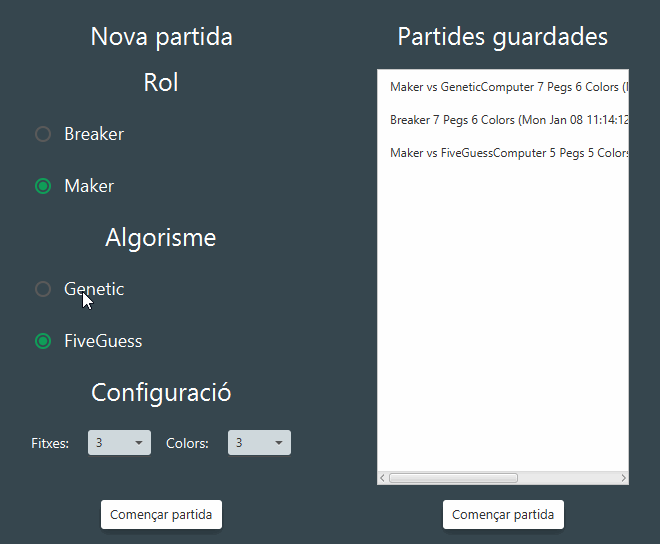 Nova partida
Rol
Breaker
Maker
Algorisme
Genetic
FiveGuess
Configuració
Fitxes: 3 Colors: 3
Començar partida
Partides guardades
Maker vs GeneticComputer 7 Pegs 6 Colors
Breaker 7 Pegs 6 Colors (Mon Jan 08 11:14:12
Maker vs FiveGuessComputer 5 Pegs 5 Colors
Començar partida